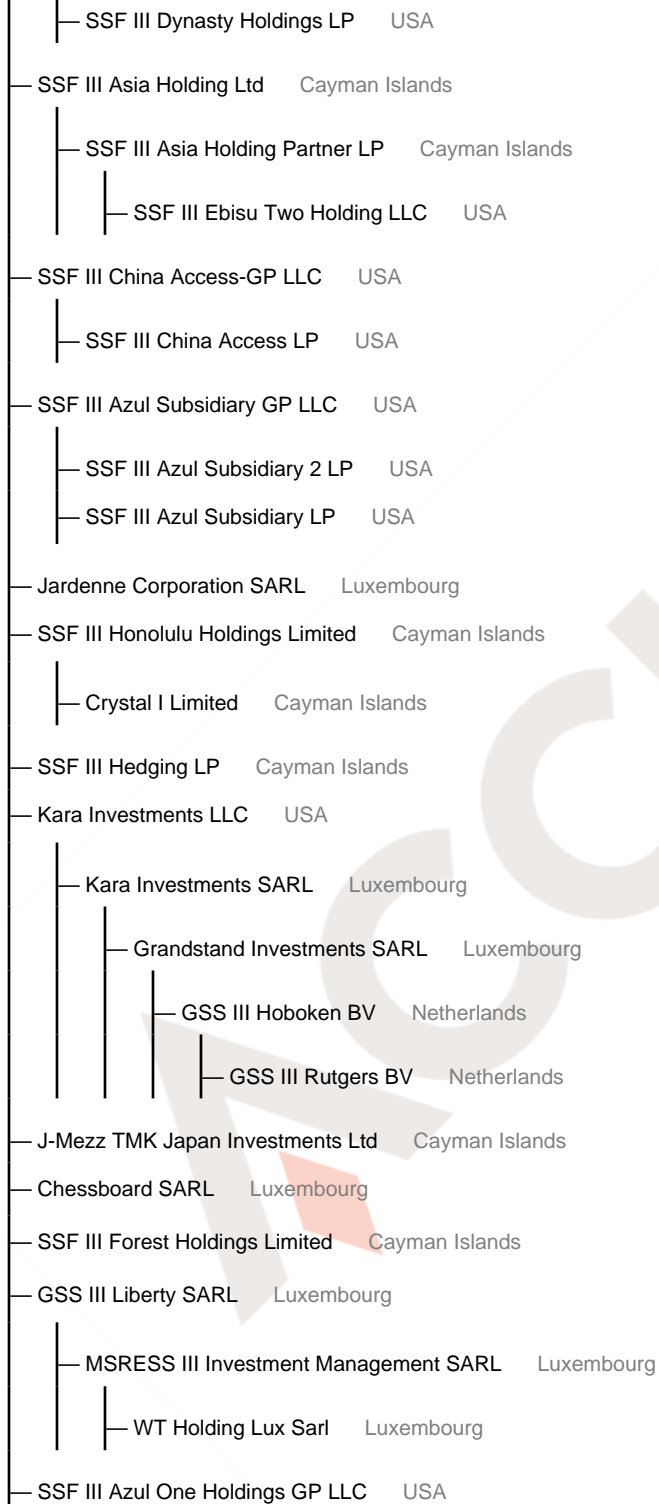 SSF III Dynasty Holdings LP USA
SSF III Asia Holding Ltd Cayman Islands
SSF III Asia Holding Partner LP Cayman Islands
SSF III Ebisu Two Holding LLC USA
SSF III China Access-GP LLC USA
SSF III China Access LP USA
SSF III Azul Subsidiary GP LLC USA
SSF III Azul Subsidiary 2 LP USA
SSF III Azul Subsidiary LP USA
Jardenne Corporation SARL Luxembourg
SSF III Honolulu Holdings Limited Cayman Islands
Crystal I Limited Cayman Islands
SSF III Hedging LP Cayman Islands
Kara Investments LLC USA
Kara Investments SARL Luxembourg
Grandstand Investments SARL Luxembourg
GSS III Hoboken BV Netherlands
GSS III Rutgers BV Netherlands
J-Mezz TMK Japan Investments Ltd Cayman Islands
Chessboard SARL Luxembourg
SSF III Forest Holdings Limited Cayman Islands
GSS III Liberty SARL Luxembourg
MSRESS III Investment Management SARL Luxembourg
WT Holding Lux Sarl Luxembourg
SSF III Azul One Holdings GP LLC USA